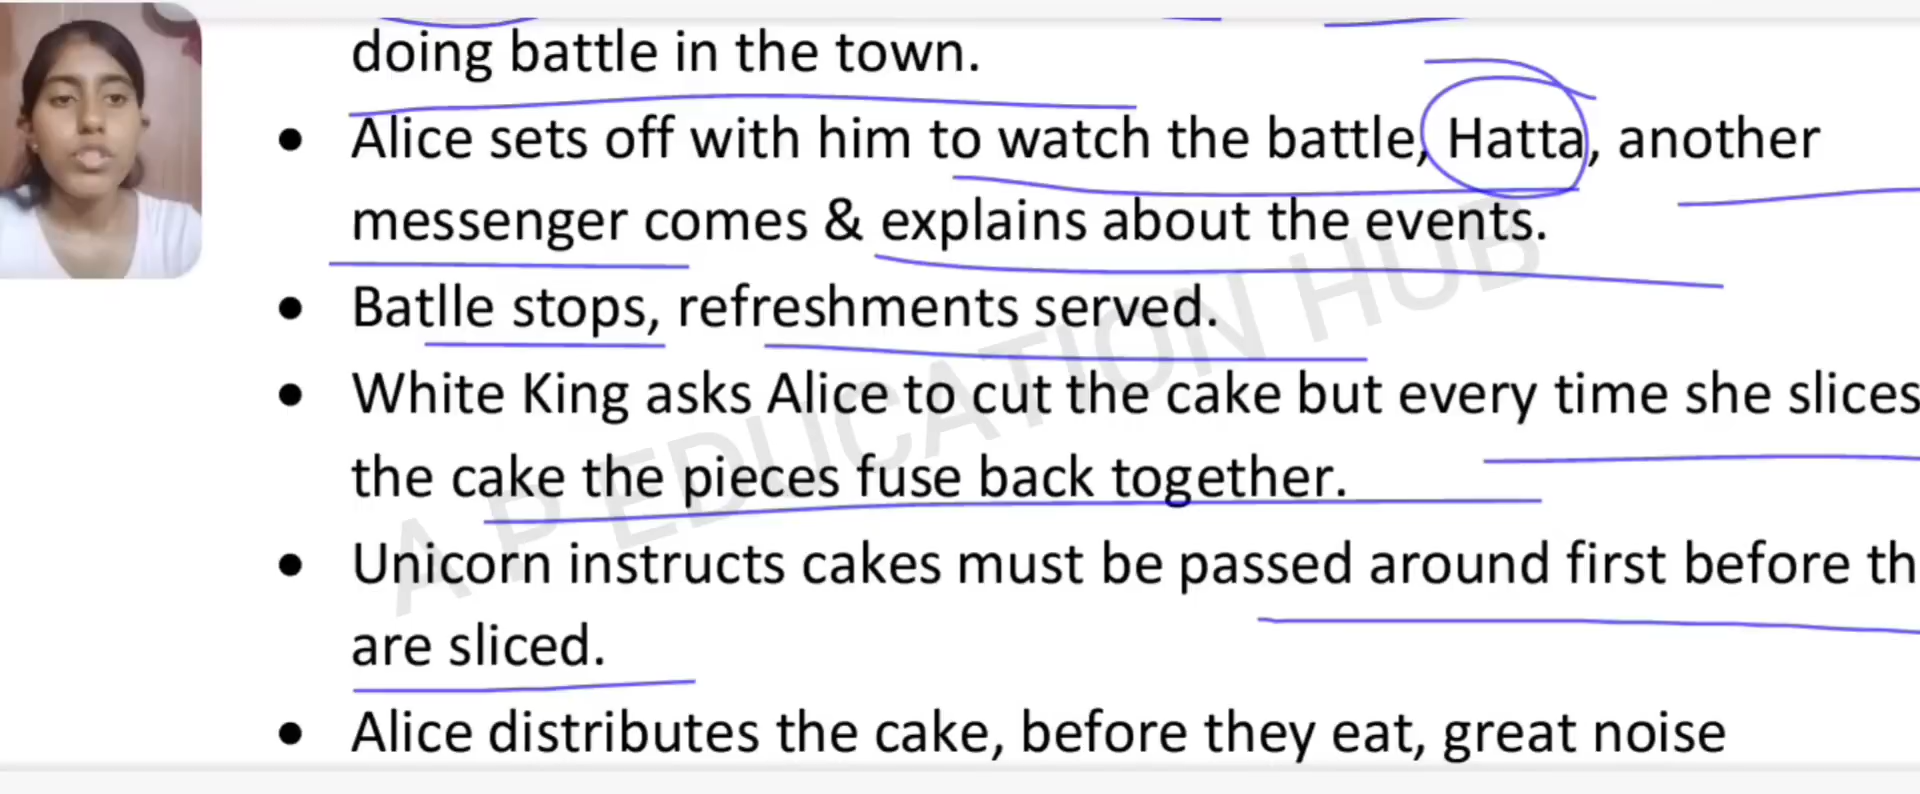 doing battle in the town.
• Alice sets off with him to watch the battle, Hatta, another
messenger comes & explains about the events.
• Batlle stops, refreshments served.
• White King asks Alice to cut the cake but every time she slices
the cake the pieces fuse back together.
• Unicorn instructs cakes must be passed around first before th
are sliced.
• Alice distributes the cake, before they eat, great noise
A P EDUCATION HUB